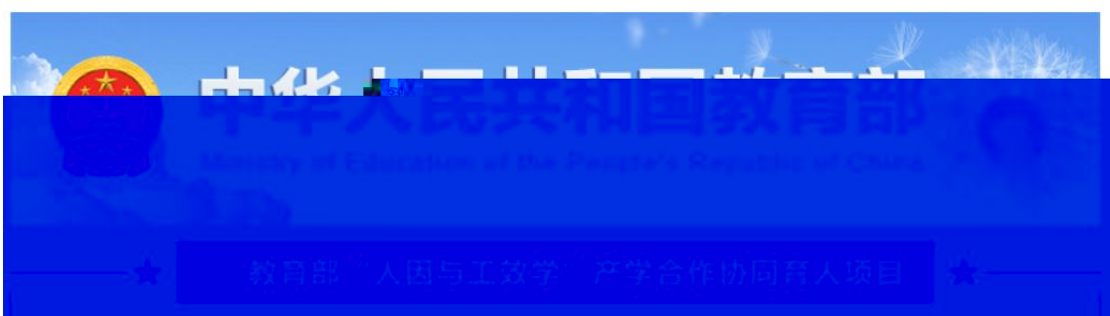 中华人民共和国教育部
Ministry of Education of the People's Republic of China
教育部“人因与工效学”产学合作协同育人项目